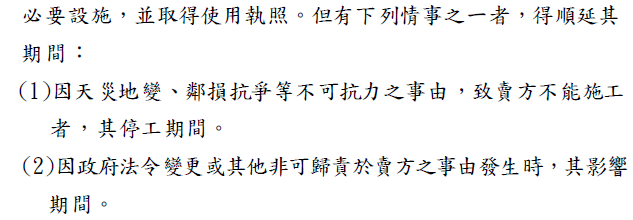 必要設施，並取得使用執照。但有下列情事之一者，得順延其
期間：
(1)因天災地變、鄰損抗爭等不可抗力之事由，致賣方不能施工
者，其停工期間。
(2)因政府法令變更或其他非可歸責於賣方之事由發生時，其影響
期間。